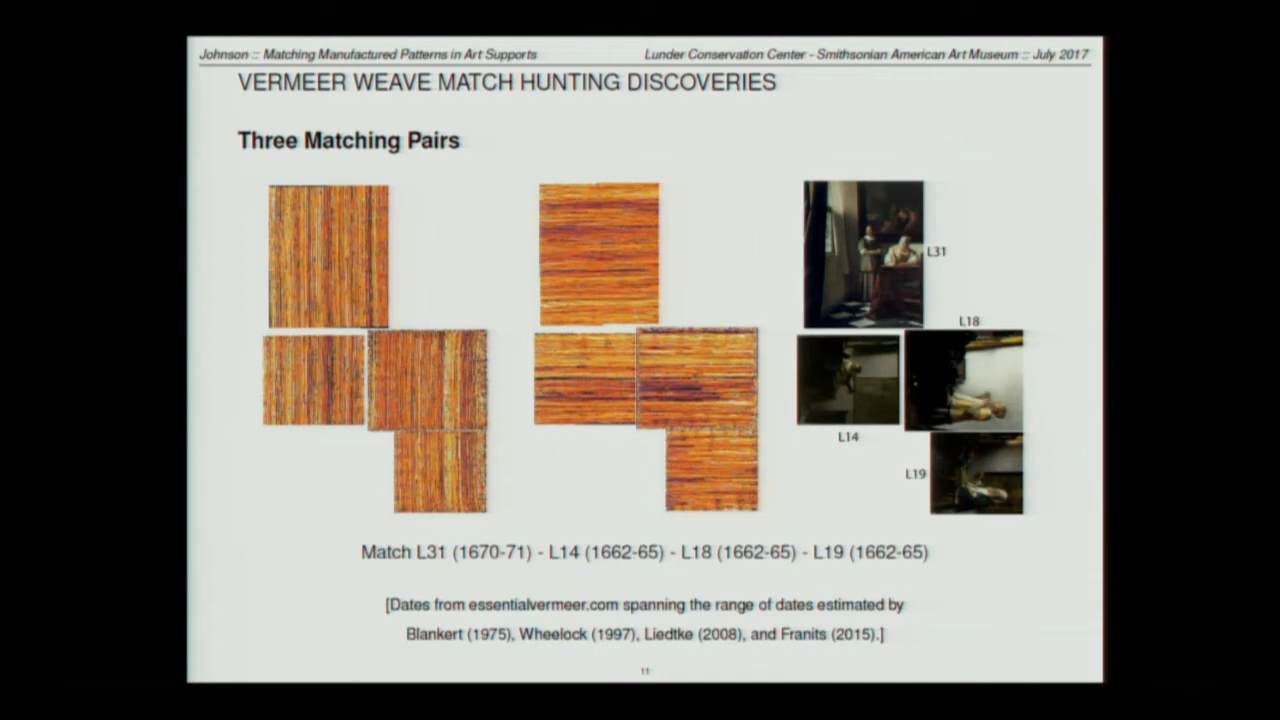 Johnson :: Matching Manufactured Patterns in Art Supports
Lunder Conservation Center - Smithsonian American Art Museum :: July 2017
VERMEER WEAVE MATCH HUNTING DISCOVERIES
Three Matching Pairs
L31
L18
L14
L19
Match L31 (1670-71) - L14 (1662-65) - L18 (1662-65) - L19 (1662-65)
[Dates from essentialvermeer.com spanning the range of dates estimated by
Blankert (1975), Wheelock (1997), Liedtke (2008), and Franits (2015).]
11